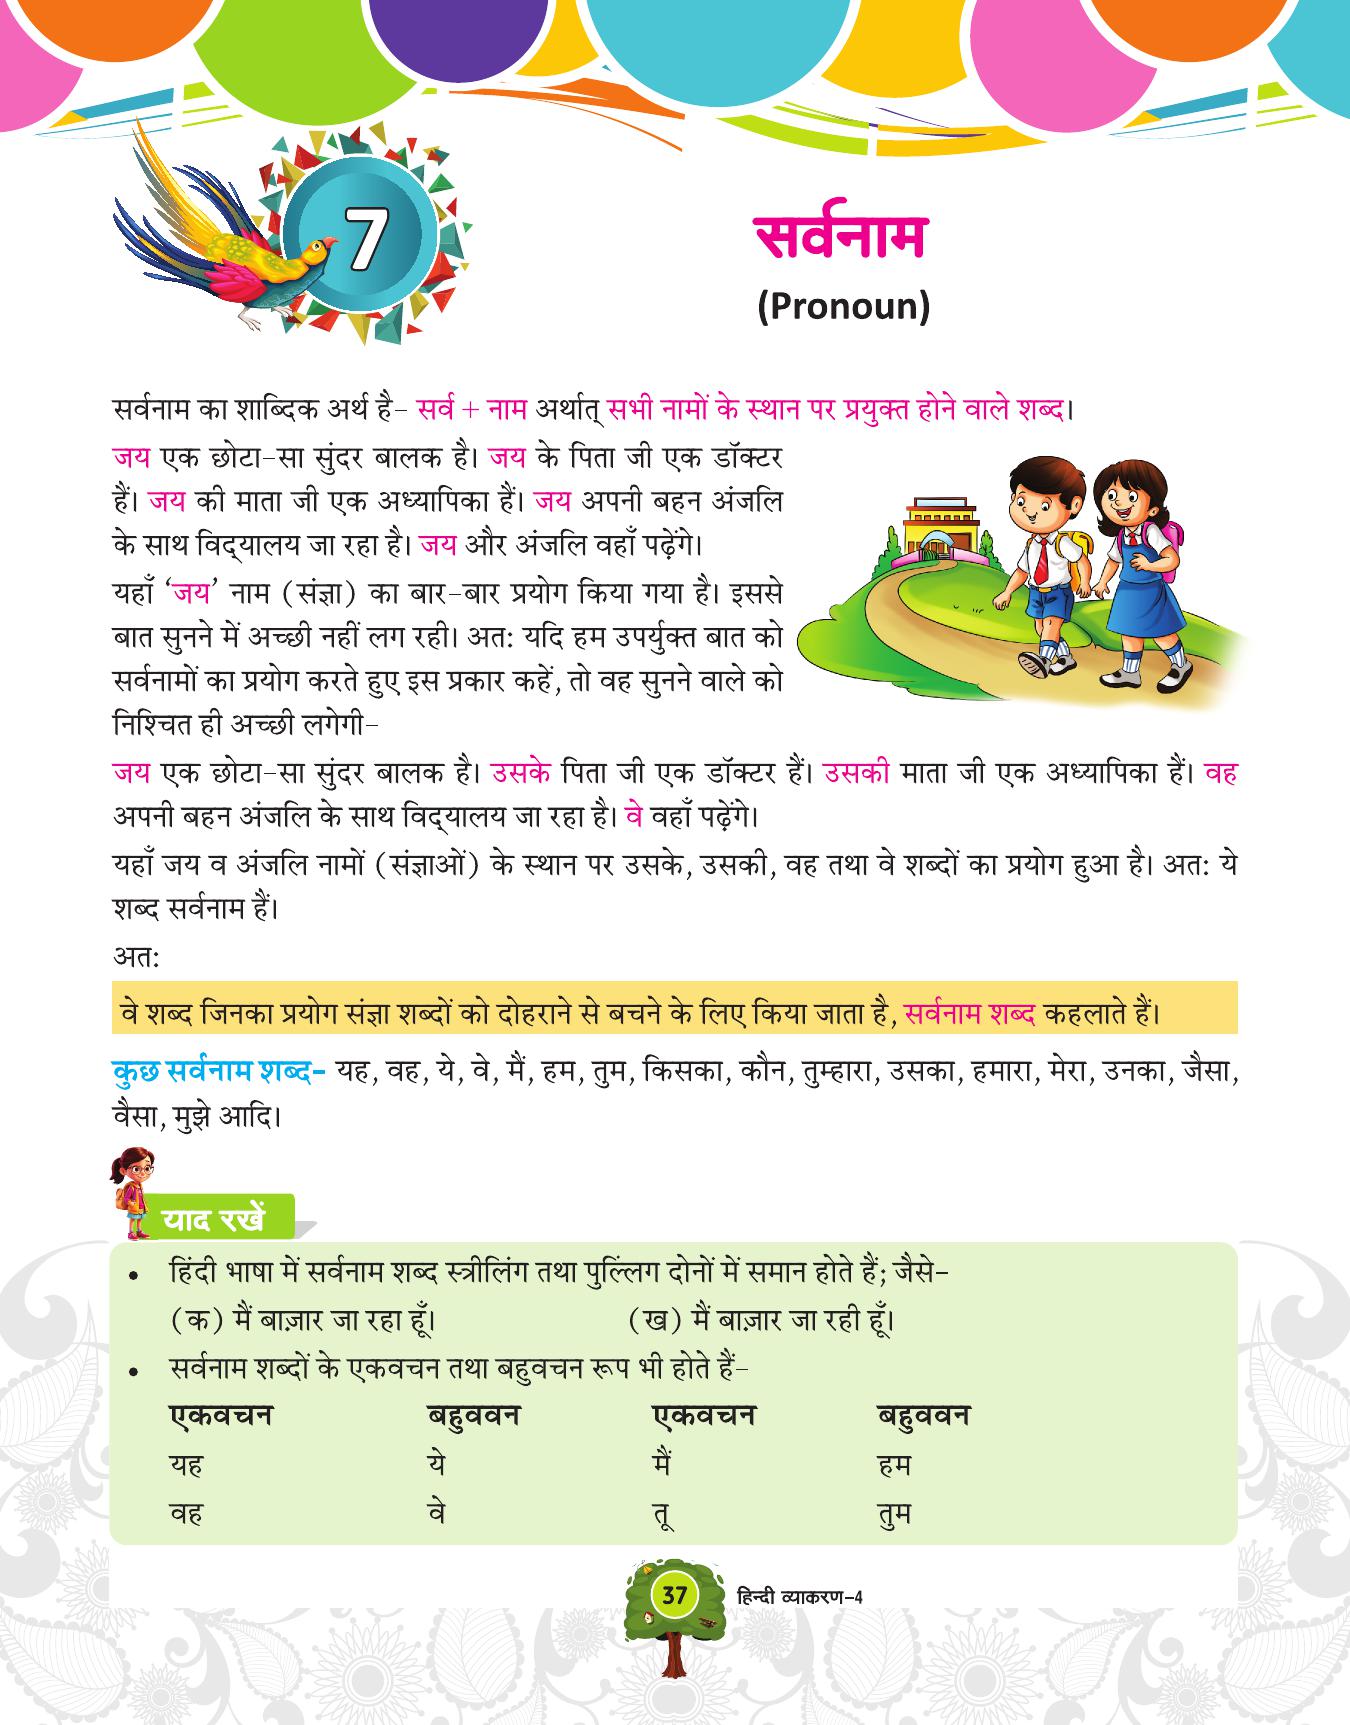 7
सर्वनाम
(Pronoun)
सर्वनाम का शाब्दिक अर्थ है- सर्व + नाम अर्थात् सभी नामों के स्थान पर प्रयुक्त होने वाले शब्द।
जय एक छोटा-सा सुंदर बालक है। जय के पिता जी एक डॉक्टर
हैं। जय की माता जी एक अध्यापिका हैं। जय अपनी बहन अंजलि
के साथ विद्‌यालय जा रहा है। जय और अंजलि वहाँ पढ़ेंगे।
यहाँ ‘जय’ नाम (संज्ञा) का बार-बार प्रयोग किया गया है। इससे
बात सुनने में अच्छी नहीं लग रही। अत: यदि हम उपर्युक्त बात को
सर्वनामों का प्रयोग करते हुए इस प्रकार कहें, तो वह सुनने वाले को
निश्चित ही अच्छी लगेगी-
जय एक छोटा-सा सुंदर बालक है। उसके पिता जी एक डॉक्टर हैं। उसकी माता जी एक अध्यापिका हैं। वह
अपनी बहन अंजलि के साथ विद्‌यालय जा रहा है। वे वहाँ पढ़ेंगे।
यहाँ जय व अंजलि नामों (संज्ञाओं) के स्थान पर उसके, उसकी, वह तथा वे शब्दों का प्रयोग हुआ है। अत: ये
शब्द सर्वनाम हैं।
अत:
वे शब्द जिनका प्रयोग संज्ञा शब्दों को दोहराने से बचने के लिए किया जाता है, सर्वनाम शब्द कहलाते हैं।
कुछ सर्वनाम शब्द- यह, वह, ये, वे, मैं, हम, तुम, किसका, कौन, तुम्हारा, उसका, हमारा, मेरा, उनका, जैसा,
वैसा, मुझे आदि।
याद रखें
• हिंदी भाषा में सर्वनाम शब्द स्त्रीलिंग तथा पुल्लिंग दोनों में समान होते हैं; जैसे-
(क) मैं बाज़ार जा रहा हूँ। (ख) मैं बाज़ार जा रही हूँ।
• सर्वनाम शब्दों के एकवचन तथा बहुवचन रूप भी होते हैं-
एकवचन बहुववन एकवचन बहुववन
यह ये मैं हम
वह वे तू तुम
37 हिन्दी व्याकरण-4